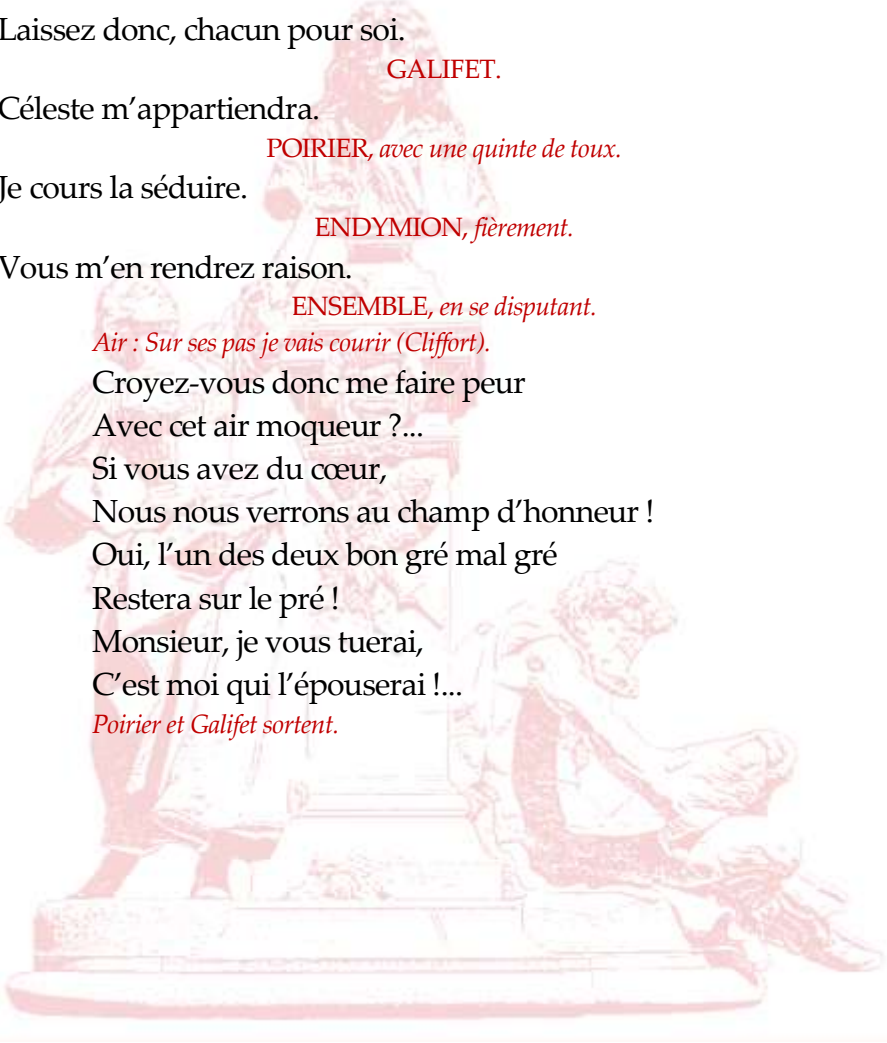 Laissez donc, chacun pour soi.
GALIFET.
Céleste m’appartiendra.
POIRIER, avec une quinte de toux.
Je cours la séduire.
ENDYMION, fièrement.
Vous m’en rendrez raison.
ENSEMBLE, en se disputant.
Air : Sur ses pas je vais courir (Cliffort).
Croyez-vous donc me faire peur
Avec cet air moqueur ?...
Si vous avez du cœur,
Nous nous verrons au champ d’honneur !
Oui, l’un des deux bon gré mal gré
Restera sur le pré !
Monsieur, je vous tuerai,
C’est moi qui l’épouserai !...
Poirier et Galifet sortent.